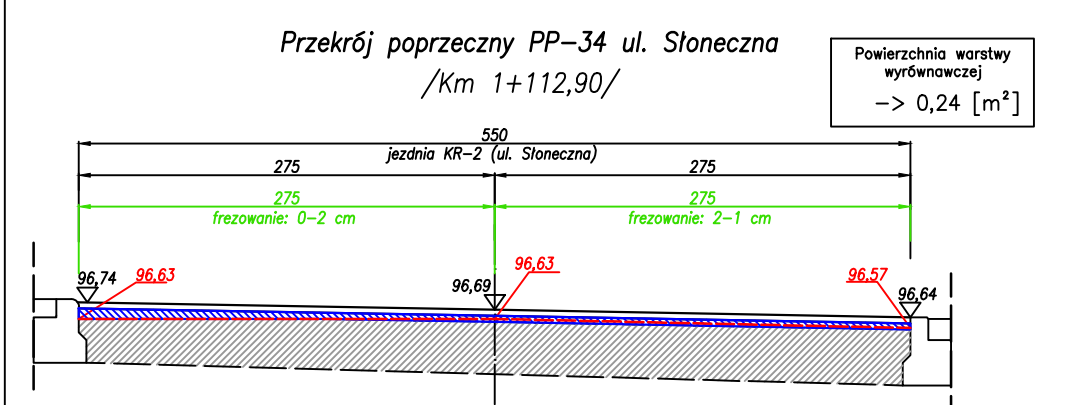 Przekrój poprzeczny PP-34 ul. Słoneczna
/Km 1+112,90/
Powierzchnia warstwy
wyrównawczej
-> 0,24 [m²]
550
jezdnia KR-2 (ul. Słoneczna)
275
275
275
275
frezowanie: 0-2 cm
frezowanie: 2-1 cm
96,74
96,63
96,69
96,63
96,57
96,64